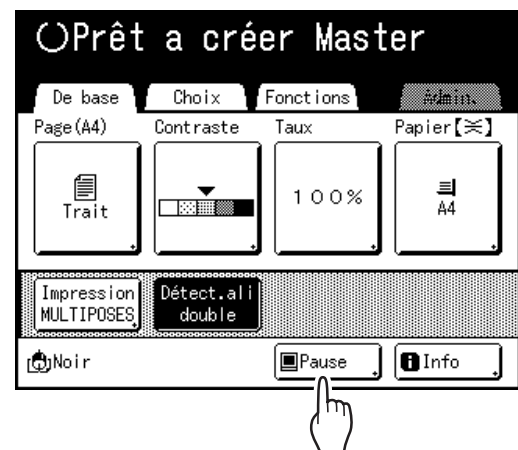 Prêt a créer Master
De base Choix Fonctions Admin.
Page(A4) Contraste Taux Papier【≍】
Trait 100% A4
Impression Détect.ali
MULTIPOSES double
Noir Pause Info